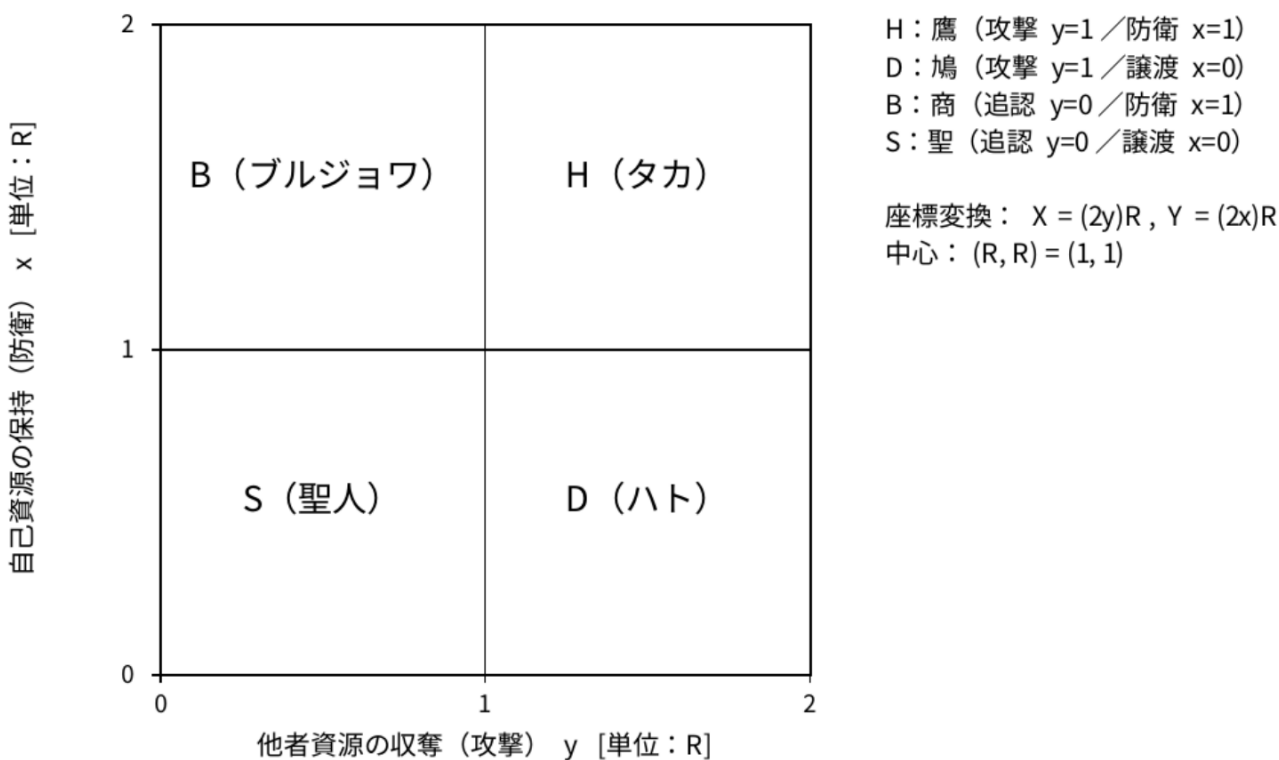 2
B（ブルジョワ）
H（タカ）
1
S（聖人）
D（ハト）
0
0
1
2
他者資源の収奪（攻撃） y [単位：R]
自己資源の保持（防衛） x [単位：R]
H：鷹（攻撃 y=1／防衛 x=1）
D：鳩（攻撃 y=1／譲渡 x=0）
B：商（追認 y=0／防衛 x=1）
S：聖（追認 y=0／譲渡 x=0）
座標変換： X = (2y)R , Y = (2x)R
中心： (R, R) = (1, 1)